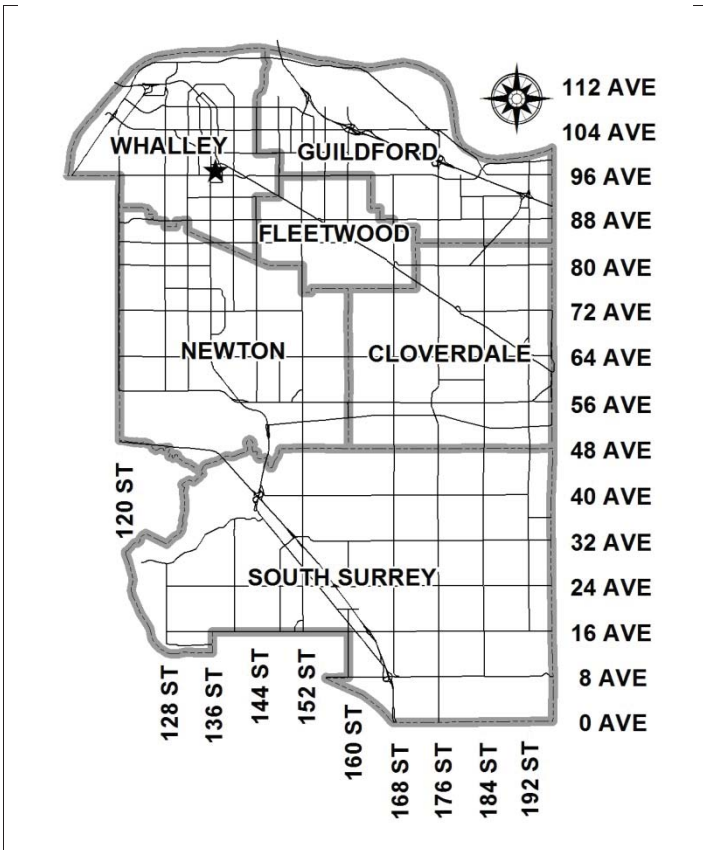 112 AVE
104 AVE
WHALLEY
GUILDFORD
96 AVE
88 AVE
FLEETWOOD
80 AVE
72 AVE
NEWTON
CLOVERDALE
64 AVE
56 AVE
48 AVE
120 ST
40 AVE
32 AVE
SOUTH SURREY
24 AVE
16 AVE
128 ST
136 ST
144 ST
152 ST
160 ST
8 AVE
0 AVE
168 ST
176 ST
184 ST
192 ST